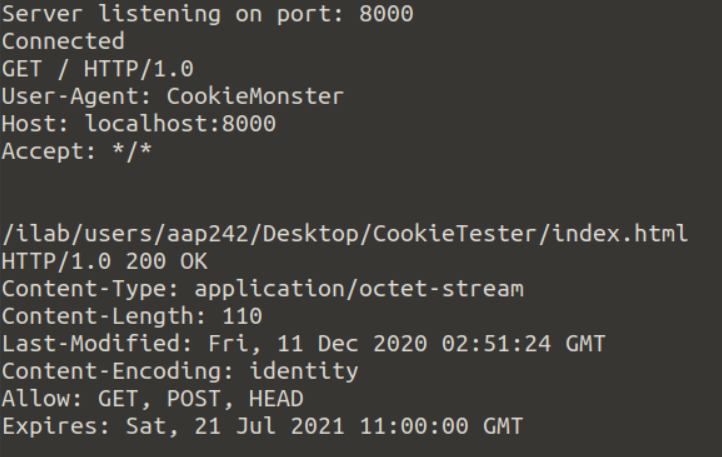 Server listening on port: 8000
Connected
GET / HTTP/1.0
User-Agent: CookieMonster
Host: localhost:8000
Accept: */*
/ilab/users/aap242/Desktop/CookieTester/index.html
HTTP/1.0 200 OK
Content-Type: application/octet-stream
Content-Length: 110
Last-Modified: Fri, 11 Dec 2020 02:51:24 GMT
Content-Encoding: identity
Allow: GET, POST, HEAD
Expires: Sat, 21 Jul 2021 11:00:00 GMT